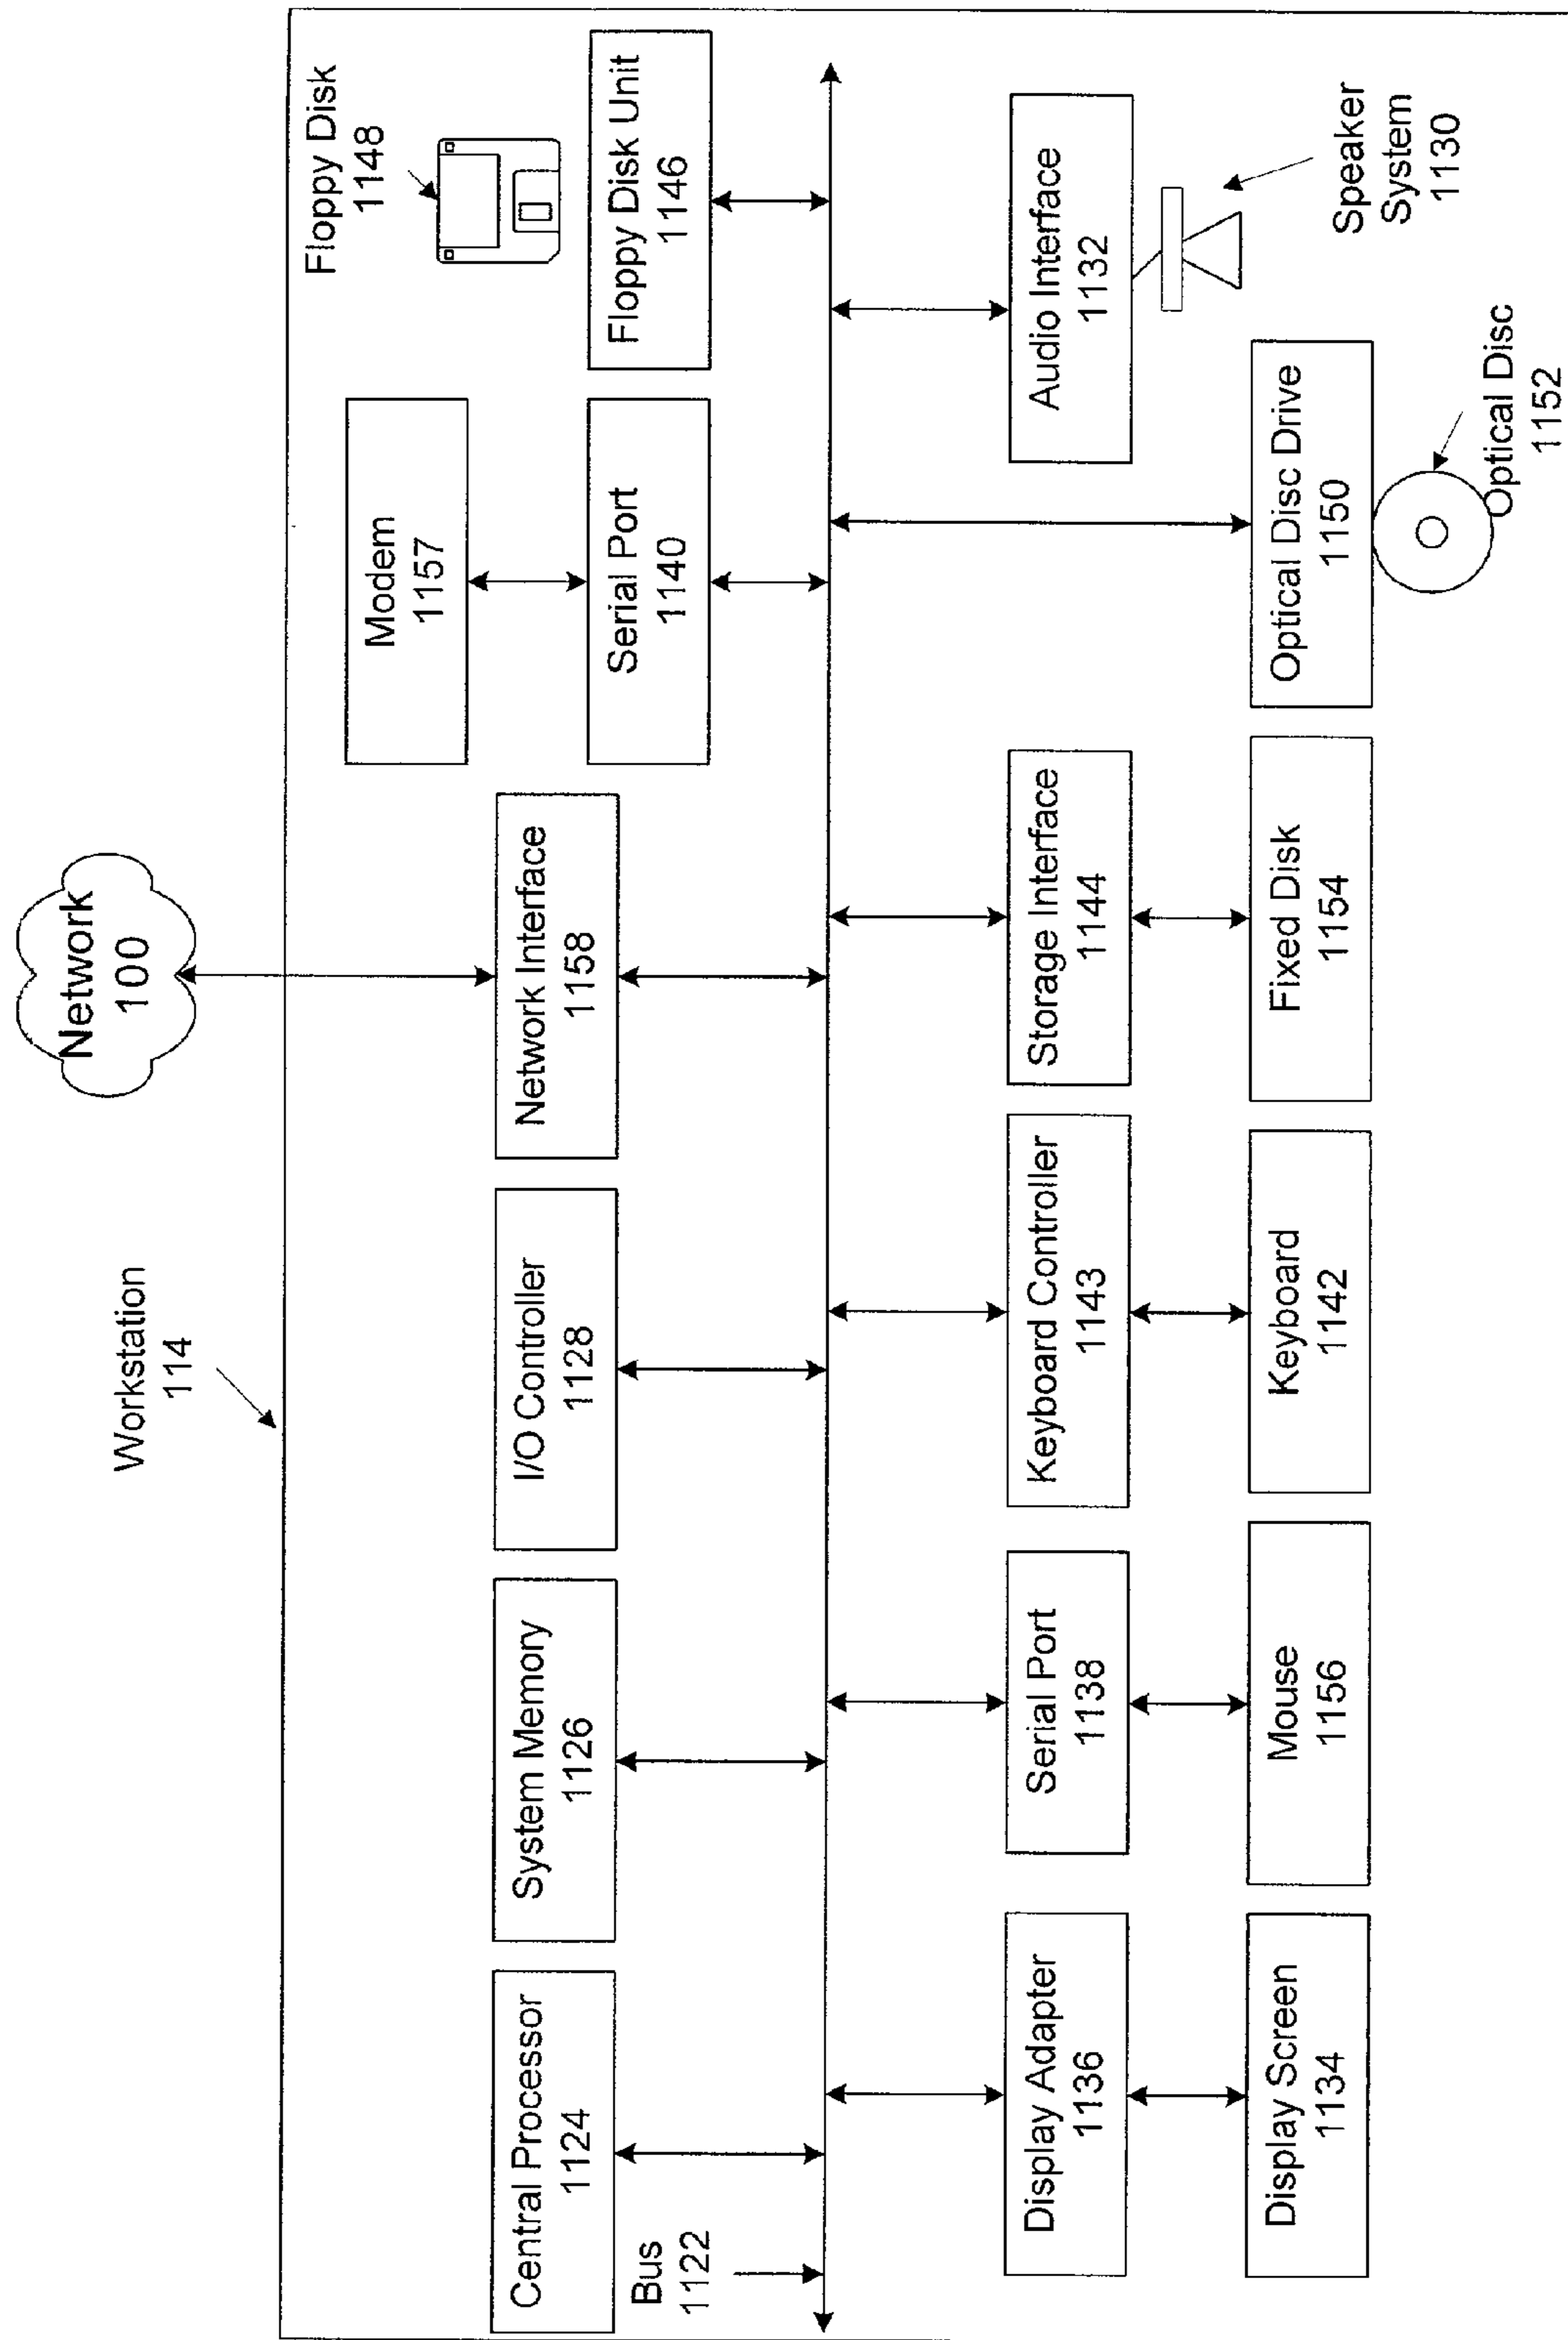 Network
100
Workstation
114
Floppy Disk
1148
Modem
1157
Central Processor
1124
System Memory
1126
I/O Controller
1128
Network Interface
1158
Serial Port
1140
Floppy Disk Unit
1146
Bus
1122
Display Adapter
1136
Serial Port
1138
Keyboard Controller
1143
Storage Interface
1144
Audio Interface
1132
Display Screen
1134
Mouse
1156
Keyboard
1142
Fixed Disk
1154
Optical Disc Drive
1150
Speaker
System
1130
Optical Disc
1152